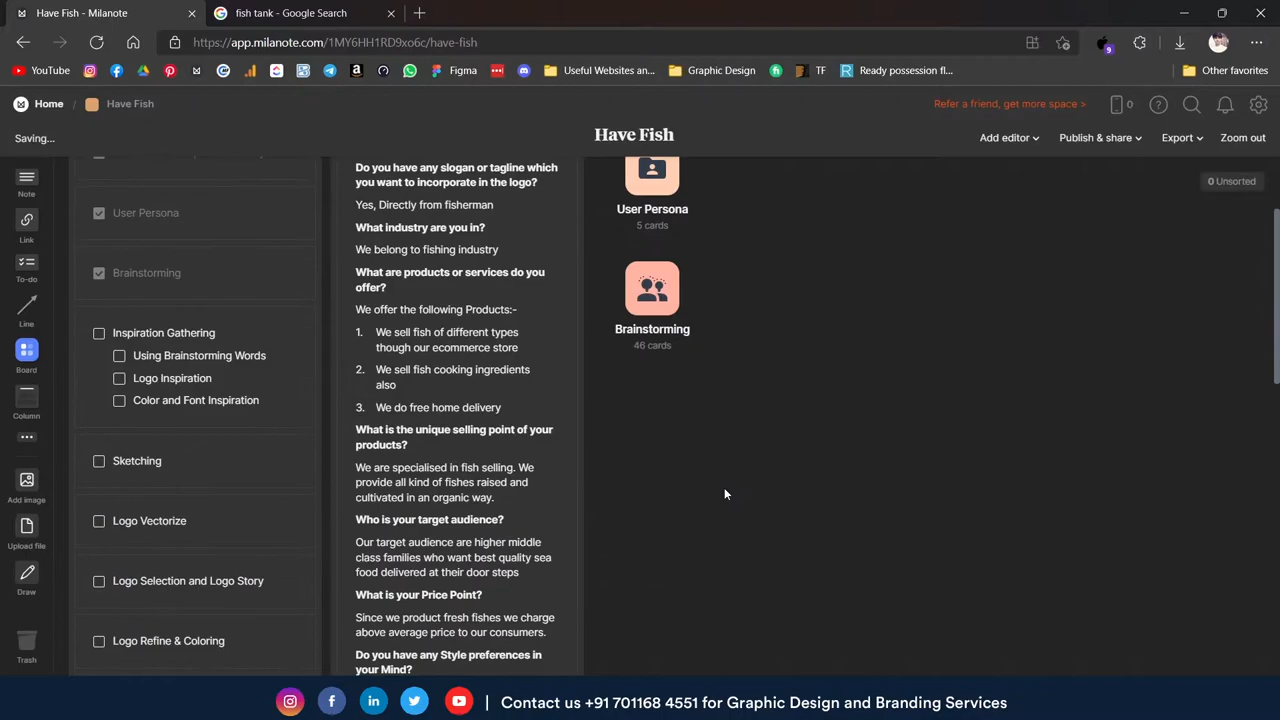 Have Fish - Milanote
fish tank - Google Search
https://app.milanote.com/1MY6HH1RD9xo6c/have-fish
9
YouTube
Figma
Useful Websites an...
Graphic Design
TF
Ready possession fl...
Other favorites
Home / Have Fish
Refer a friend, get more space >
0
Saving...
Have Fish
Add editor
Publish & share
Export
Zoom out
0 Unsorted
Note
Link
To-do
Line
Board
Column
Add image
Upload file
Draw
Trash
User Persona
Brainstorming
Inspiration Gathering
Using Brainstorming Words
Logo Inspiration
Color and Font Inspiration
Sketching
Logo Vectorize
Logo Selection and Logo Story
Logo Refine & Coloring
Do you have any slogan or tagline which
you want to incorporate in the logo?
Yes, Directly from fisherman
What industry are you in?
We belong to fishing industry
What are products or services do you
offer?
We offer the following Products:-
1. We sell fish of different types
though our ecommerce store
2. We sell fish cooking ingredients
also
3. We do free home delivery
What is the unique selling point of your
products?
We are specialised in fish selling. We
provide all kind of fishes raised and
cultivated in an organic way.
Who is your target audience?
Our target audience are higher middle
class families who want best quality sea
food delivered at their door steps
What is your Price Point?
Since we product fresh fishes we charge
above average price to our consumers.
Do you have any Style preferences in
your Mind?
User Persona
5 cards
Brainstorming
46 cards
| Contact us +91 701168 4551 for Graphic Design and Branding Services